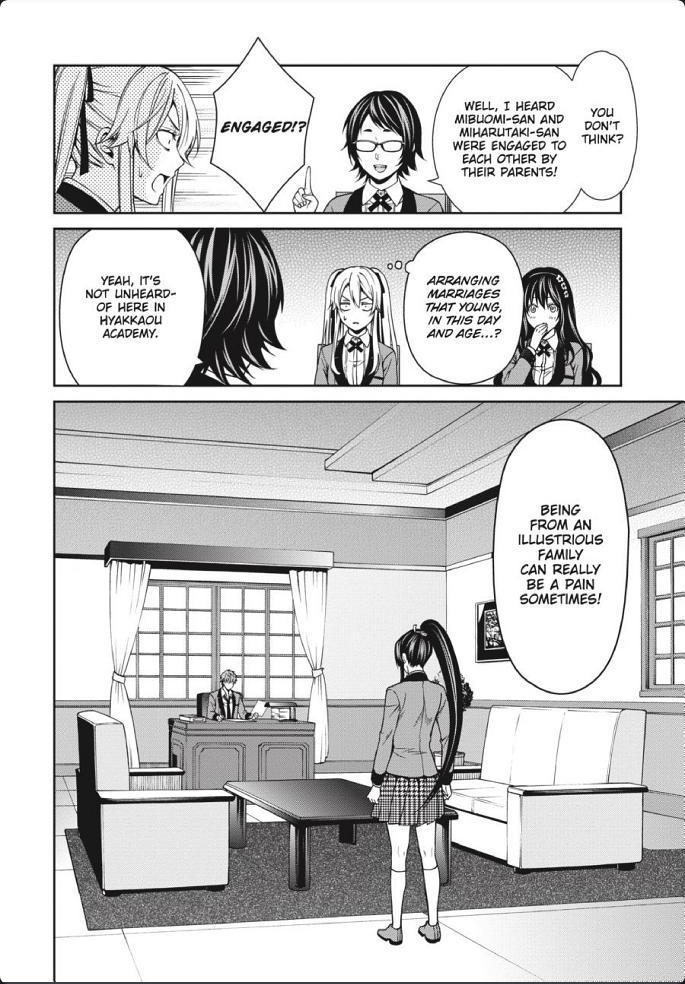 YOU
DON'T
THINK?
WELL, I HEARD
MIBUOMI-SAN AND
MIHARUTAKI-SAN
WERE ENGAGED TO
EACH OTHER BY
THEIR PARENTS!
ENGAGED!?
ARRANGING
MARRIAGES
THAT YOUNG,
IN THIS DAY
AND AGE...?
YEAH, IT'S
NOT UNHEARD-
OF HERE IN
HYAKKAOU
ACADEMY.
BEING
FROM AN
ILLUSTRIOUS
FAMILY
CAN REALLY
BE A PAIN
SOMETIMES!